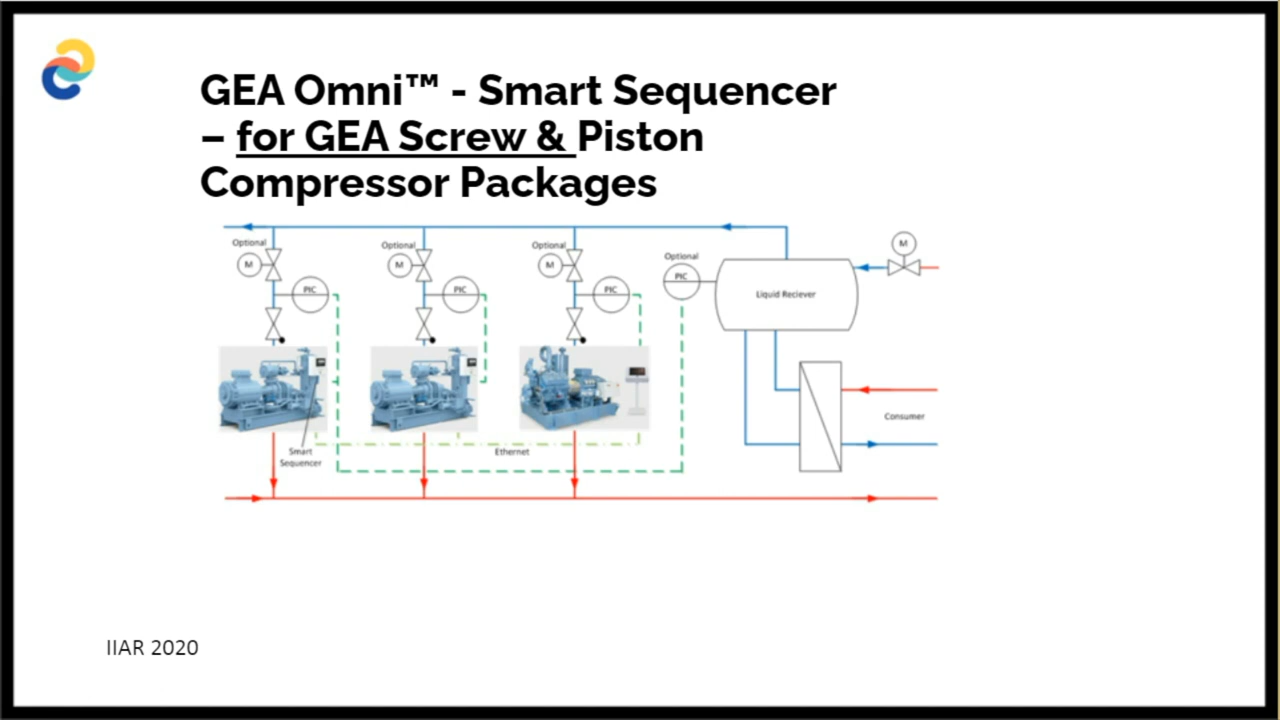 GEA Omni™ - Smart Sequencer
– for GEA Screw & Piston
Compressor Packages
Optional
M
PIC
Optional
M
PIC
Optional
M
PIC
Optional
PIC
Liquid Reciever
M
Consumer
Smart
Sequencer
Ethernet
IIAR 2020